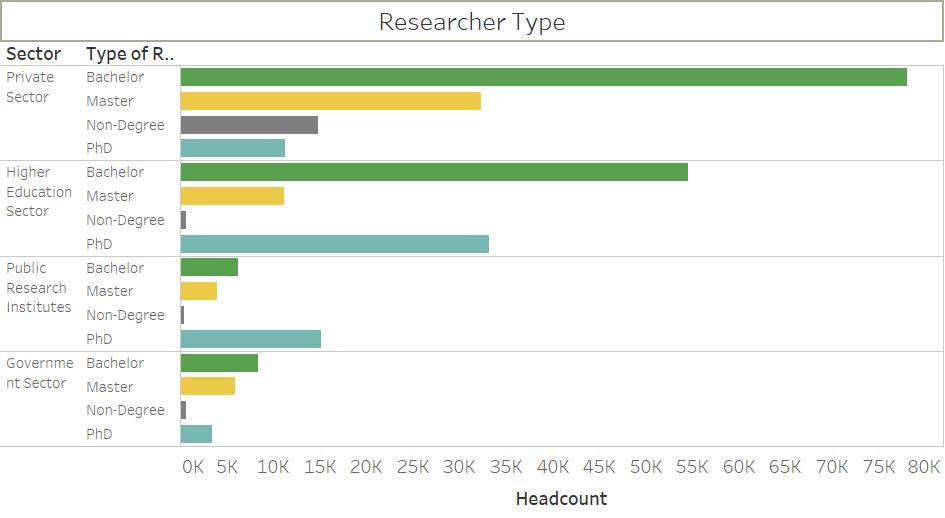 Researcher Type
Sector Type of R..
Private Sector
Bachelor
Master
Non-Degree
PhD
Higher Education Sector
Bachelor
Master
Non-Degree
PhD
Public Research Institutes
Bachelor
Master
Non-Degree
PhD
Governme
nt Sector
Bachelor
Master
Non-Degree
PhD
0K 5K 10K 15K 20K 25K 30K 35K 40K 45K 50K 55K 60K 65K 70K 75K 80K
Headcount